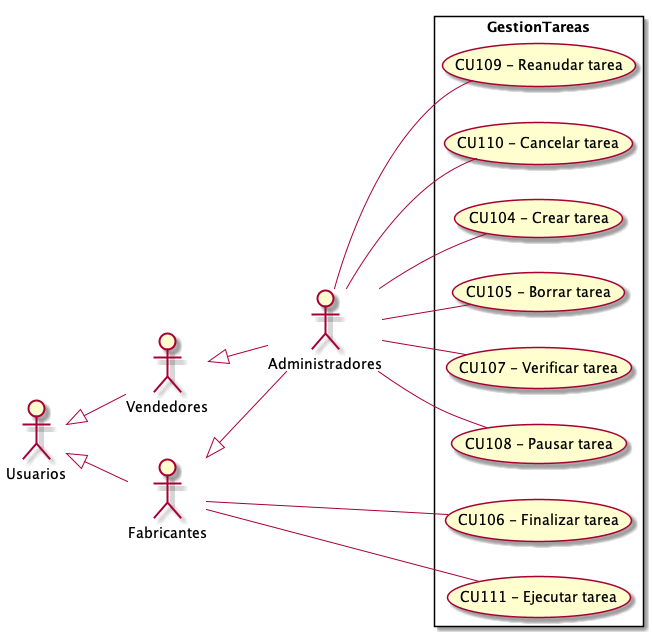 GestionTareas
CU109 – Reanudar tarea
CU110 – Cancelar tarea
CU104 – Crear tarea
CU105 – Borrar tarea
Administradores
CU107 – Verificar tarea
Vendedores
CU108 – Pausar tarea
Usuarios
CU106 – Finalizar tarea
Fabricantes
CU111 – Ejecutar tarea